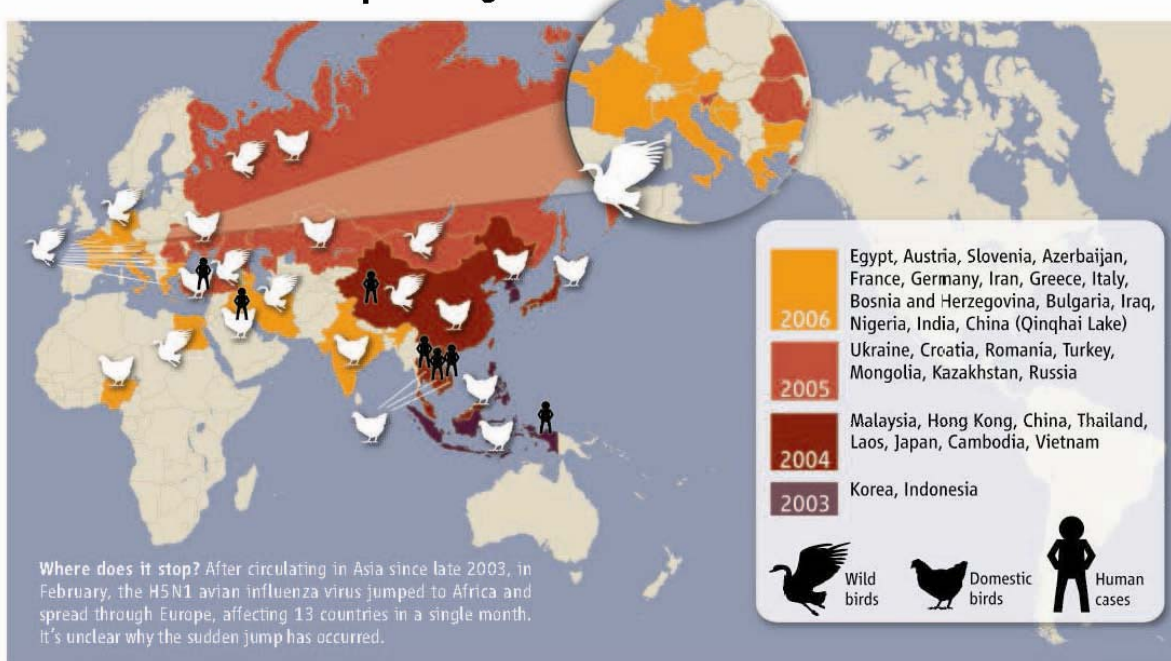 Egypt, Austria, Slovenia, Azerbaijan,
France, Germany, Iran, Greece, Italy,
Bosnia and Herzegovina, Bulgaria, Iraq,
Nigeria, India, China (Qinqhai Lake)
2006
Ukraine, Croatia, Romania, Turkey,
Mongolia, Kazakhstan, Russia
2005
Malaysia, Hong Kong, China, Thailand,
Laos, Japan, Cambodia, Vietnam
2004
Korea, Indonesia
2003
Wild
birds
Domestic
birds
Human
cases
Where does it stop? After circulating in Asia since late 2003, in
February, the H5N1 avian influenza virus jumped to Africa and
spread through Europe, affecting 13 countries in a single month.
It's unclear why the sudden jump has occurred.